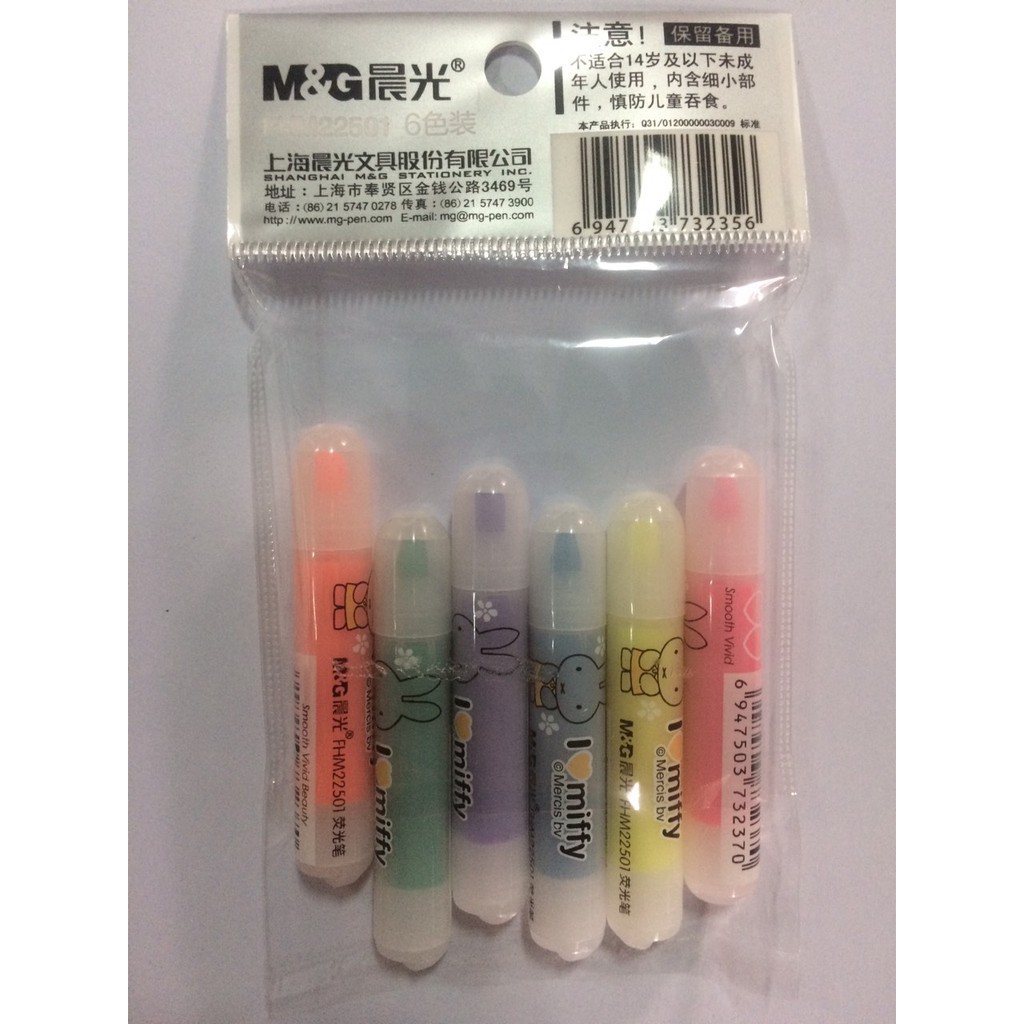 M&G晨光®
FHM22501 6色装
上海晨光文具股份有限公司
SHANGHAI M&G STATIONERY INC.
地址：上海市奉贤区金钱公路3469号
电话：(86) 21 5747 0278 传真：(86) 21 5747 3900
http://www.mg-pen.com E-mail: mg@mg-pen.com
注意！ 保留备用
不适合14岁及以下未成
年人使用，内含细小部
件，慎防儿童吞食。
本产品执行：Q31/0120000003C009 标准
6 947 3 732356
M&G晨光® FHM22501 荧光笔
Smooth Vivid Beauty
©Mercis bv
I miffy
I miffy
I miffy
©Mercis bv
I miffy
©Mercis bv
M&G晨光 FHM22501 荧光笔
Smooth Vivid
6 947503 732370